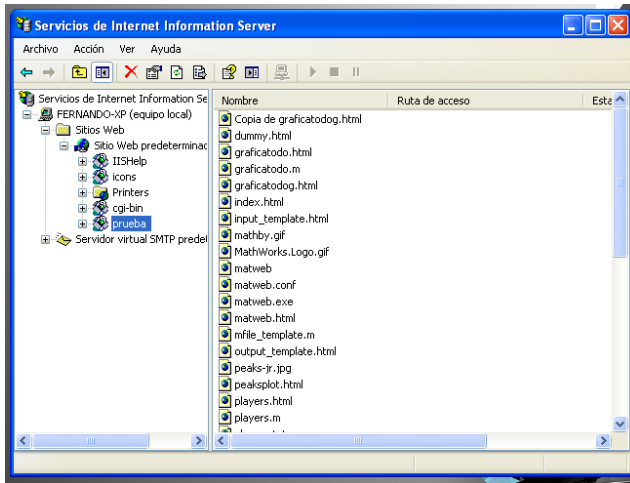 Servicios de Internet Information Server
Archivo Acción Ver Ayuda
Servicios de Internet Information Se
FERNANDO-XP (equipo local)
Sitios Web
Sitio Web predeterminac
IISHelp
icons
Printers
cgi-bin
prueba
Servidor virtual SMTP predet
Nombre Ruta de acceso Esta
Copia de graficatodog.html
dummy.html
graficatodo.html
graficatodo.m
graficatodog.html
index.html
input_template.html
mathby.gif
MathWorks.Logo.gif
matweb
matweb.conf
matweb.exe
matweb.html
mfile_template.m
output_template.html
peaks-jr.jpg
peaksplot.html
players.html
players.m